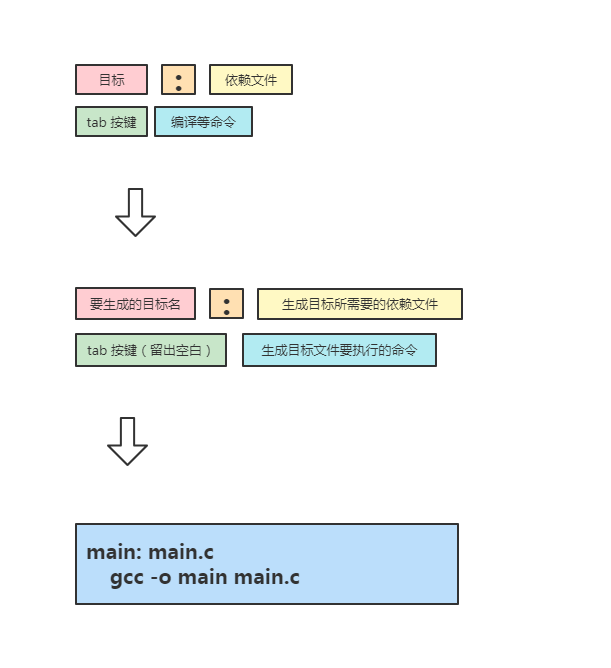 目标 : 依赖文件
tab 按键 编译等命令
要生成的目标名 : 生成目标所需要的依赖文件
tab 按键（留出空白） 生成目标文件要执行的命令
main: main.c
gcc -o main main.c